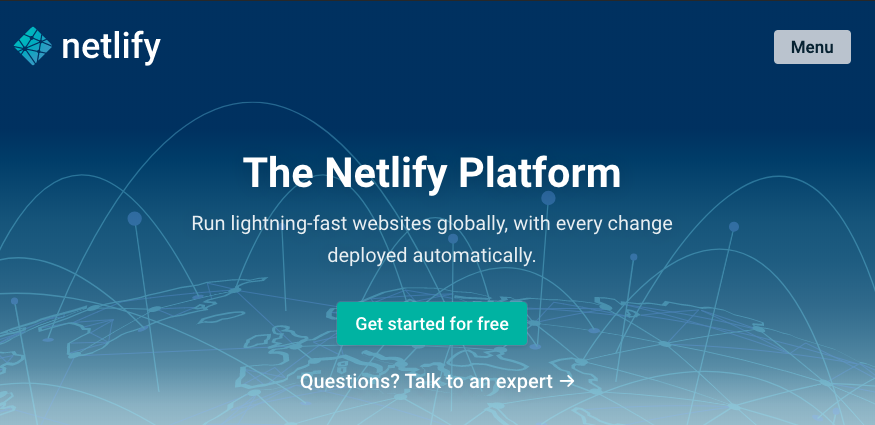 netlify
Menu
The Netlify Platform
Run lightning-fast websites globally, with every change
deployed automatically.
Get started for free
Questions? Talk to an expert →